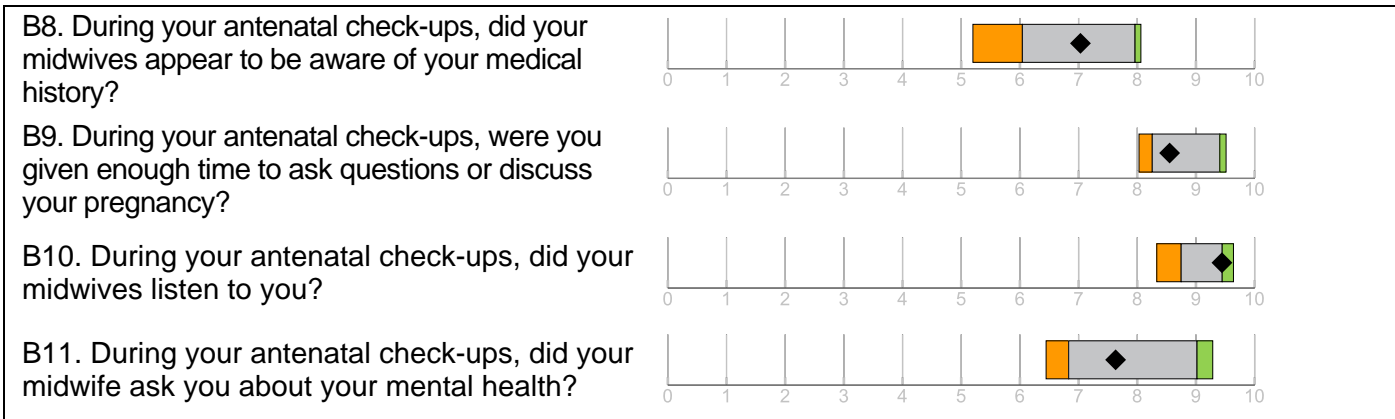 B8. During your antenatal check-ups, did your
midwives appear to be aware of your medical
history?
0 1 2 3 4 5 6 7 8 9 10
B9. During your antenatal check-ups, were you
given enough time to ask questions or discuss
your pregnancy?
0 1 2 3 4 5 6 7 8 9 10
B10. During your antenatal check-ups, did your
midwives listen to you?
0 1 2 3 4 5 6 7 8 9 10
B11. During your antenatal check-ups, did your
midwife ask you about your mental health?
0 1 2 3 4 5 6 7 8 9 10